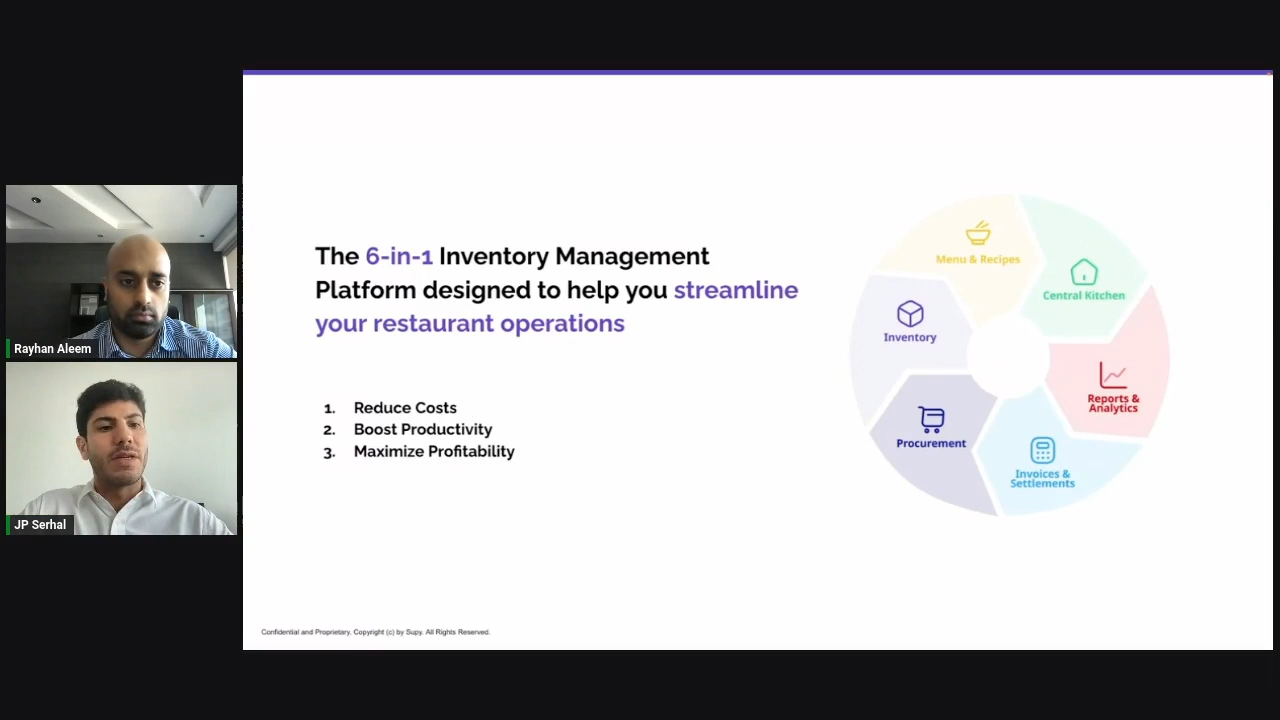 Rayhan Aleem
JP Serhal
The 6-in-1 Inventory Management
Platform designed to help you streamline
your restaurant operations
1. Reduce Costs
2. Boost Productivity
3. Maximize Profitability
Menu & Recipes
Central Kitchen
Inventory
Reports &
Analytics
Procurement
Invoices &
Settlements
Confidential and Proprietary. Copyright (c) by Supy. All Rights Reserved.